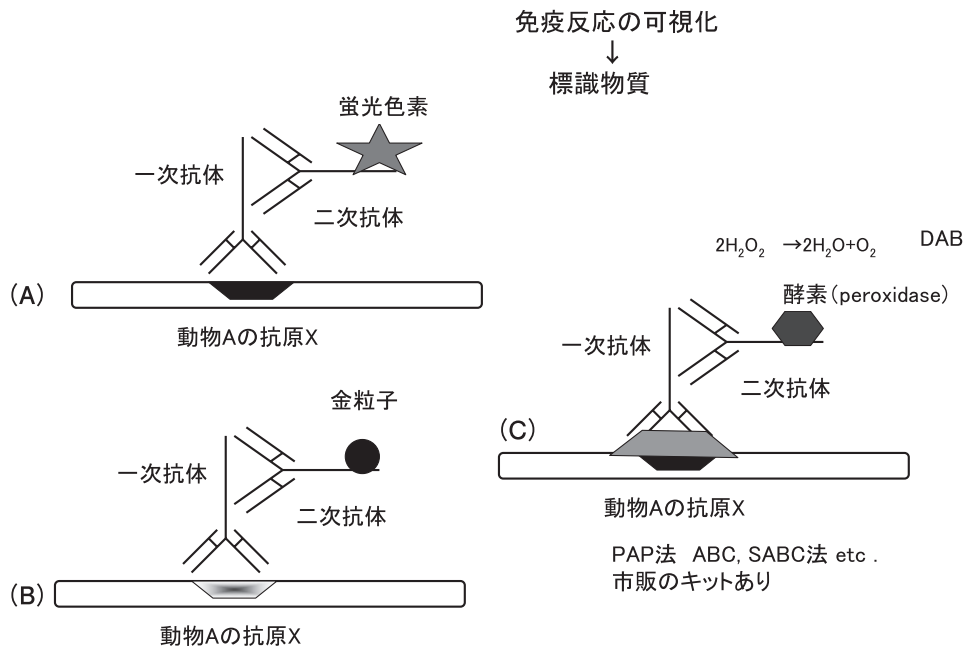 免疫反応の可視化
↓
標識物質
蛍光色素
一次抗体
二次抗体
(A)
動物Aの抗原X
金粒子
一次抗体
二次抗体
(B)
動物Aの抗原X
2H₂O₂ →2H₂O+O₂ DAB
酵素(peroxidase)
一次抗体
二次抗体
(C)
動物Aの抗原X
PAP法 ABC, SABC法 etc .
市販のキットあり